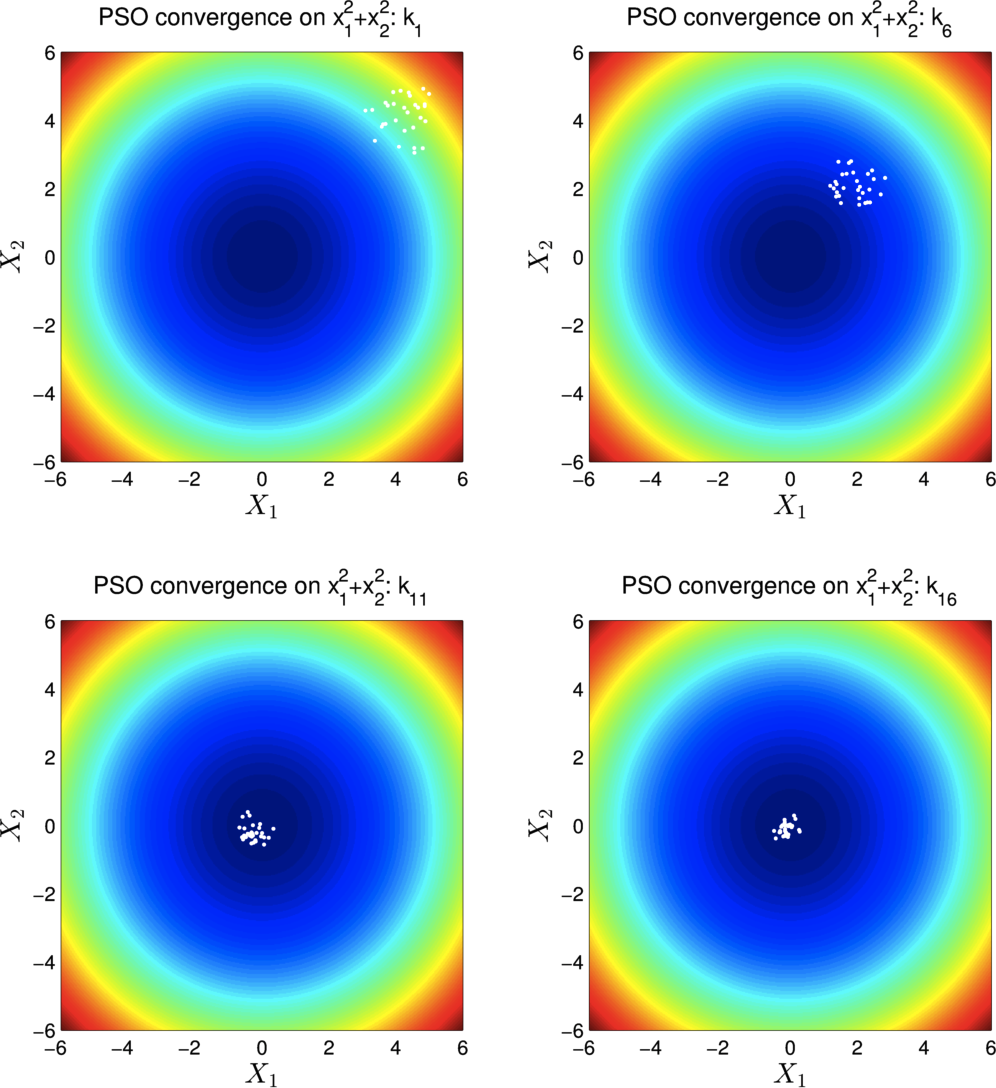 PSO convergence on x₁²+x₂²: k₁
6
4
2
0
−2
−4
−6
X₂
−6 −4 −2 0 2 4 6
X₁
PSO convergence on x₁²+x₂²: k₆
6
4
2
0
−2
−4
−6
X₂
−6 −4 −2 0 2 4 6
X₁
PSO convergence on x₁²+x₂²: k₁₁
6
4
2
0
−2
−4
−6
X₂
−6 −4 −2 0 2 4 6
X₁
PSO convergence on x₁²+x₂²: k₁₆
6
4
2
0
−2
−4
−6
X₂
−6 −4 −2 0 2 4 6
X₁